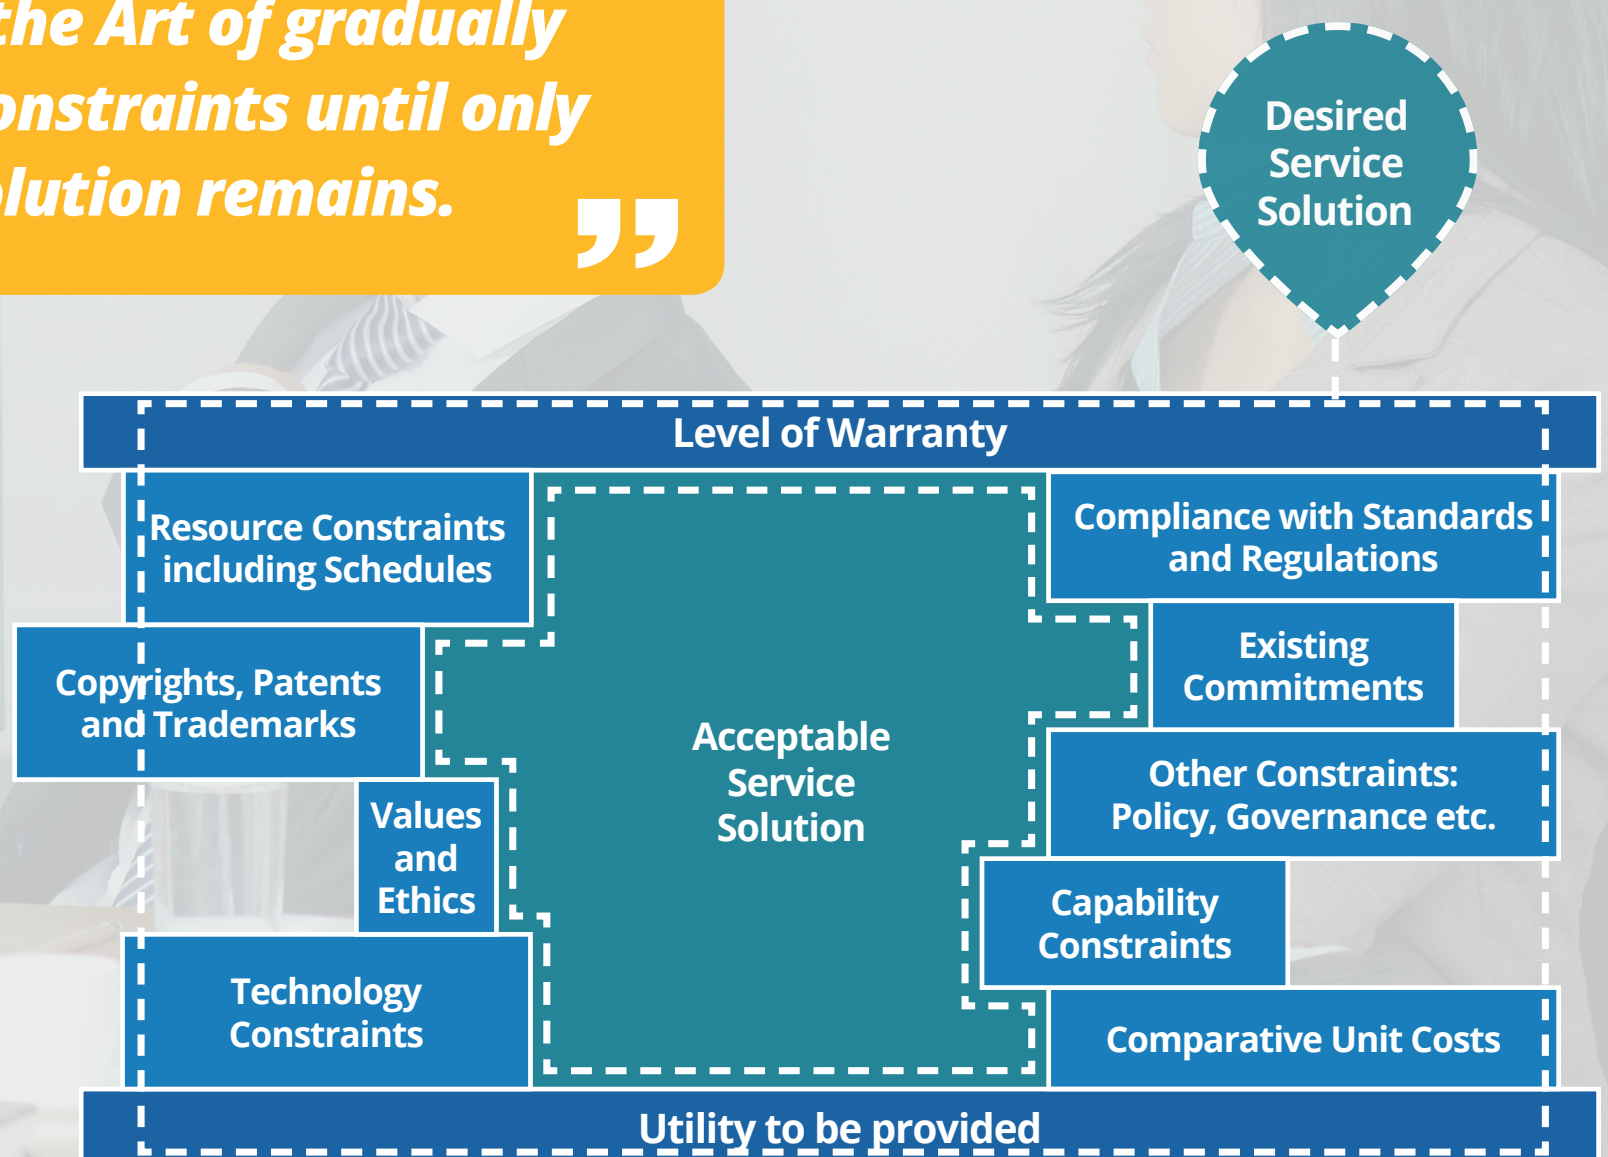 the Art of gradually
onstraints until only
olution remains.
”
Desired
Service
Solution
Level of Warranty
Resource Constraints
including Schedules
Compliance with Standards
and Regulations
Copyrights, Patents
and Trademarks
Existing
Commitments
Acceptable
Service
Solution
Values
and
Ethics
Other Constraints:
Policy, Governance etc.
Capability
Constraints
Technology
Constraints
Comparative Unit Costs
Utility to be provided